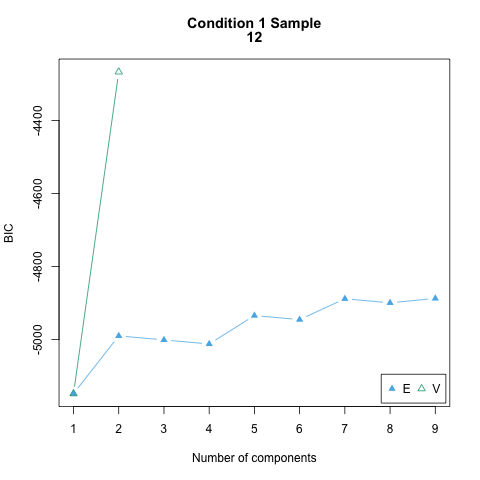 Condition 1 Sample
12
-4400
-4600
-4800
-5000
BIC
1 2 3 4 5 6 7 8 9
Number of components
E V